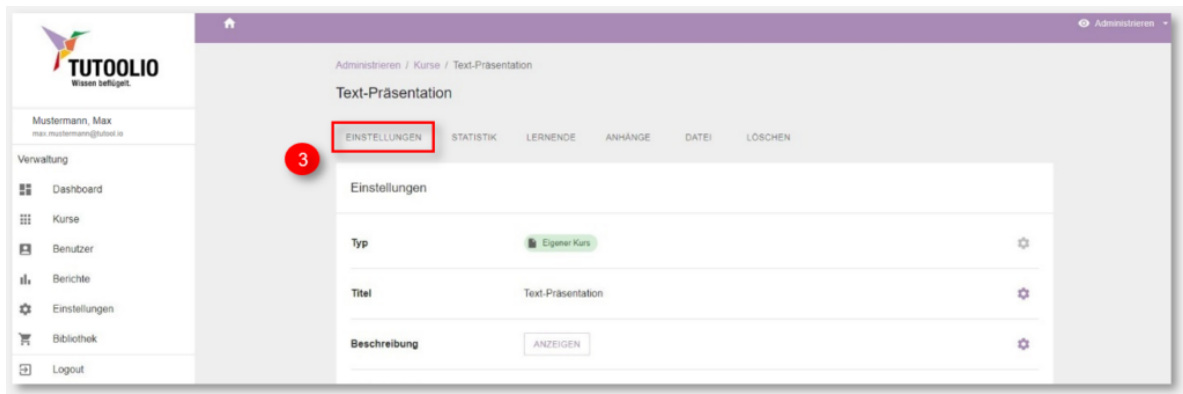 Administrieren
TUTOOLIO
Wissen beflügelt.
Mustermann, Max
max.mustermann@tutool.io
Verwaltung
Dashboard
Kurse
Benutzer
Berichte
Einstellungen
Bibliothek
Logout
Administrieren / Kurse / Text-Präsentation
Text-Präsentation
EINSTELLUNGEN STATISTIK LERNENDE ANHÄNGE DATEI LÖSCHEN
3
Einstellungen
Typ Eigener Kurs
Titel Text-Präsentation
Beschreibung ANZEIGEN